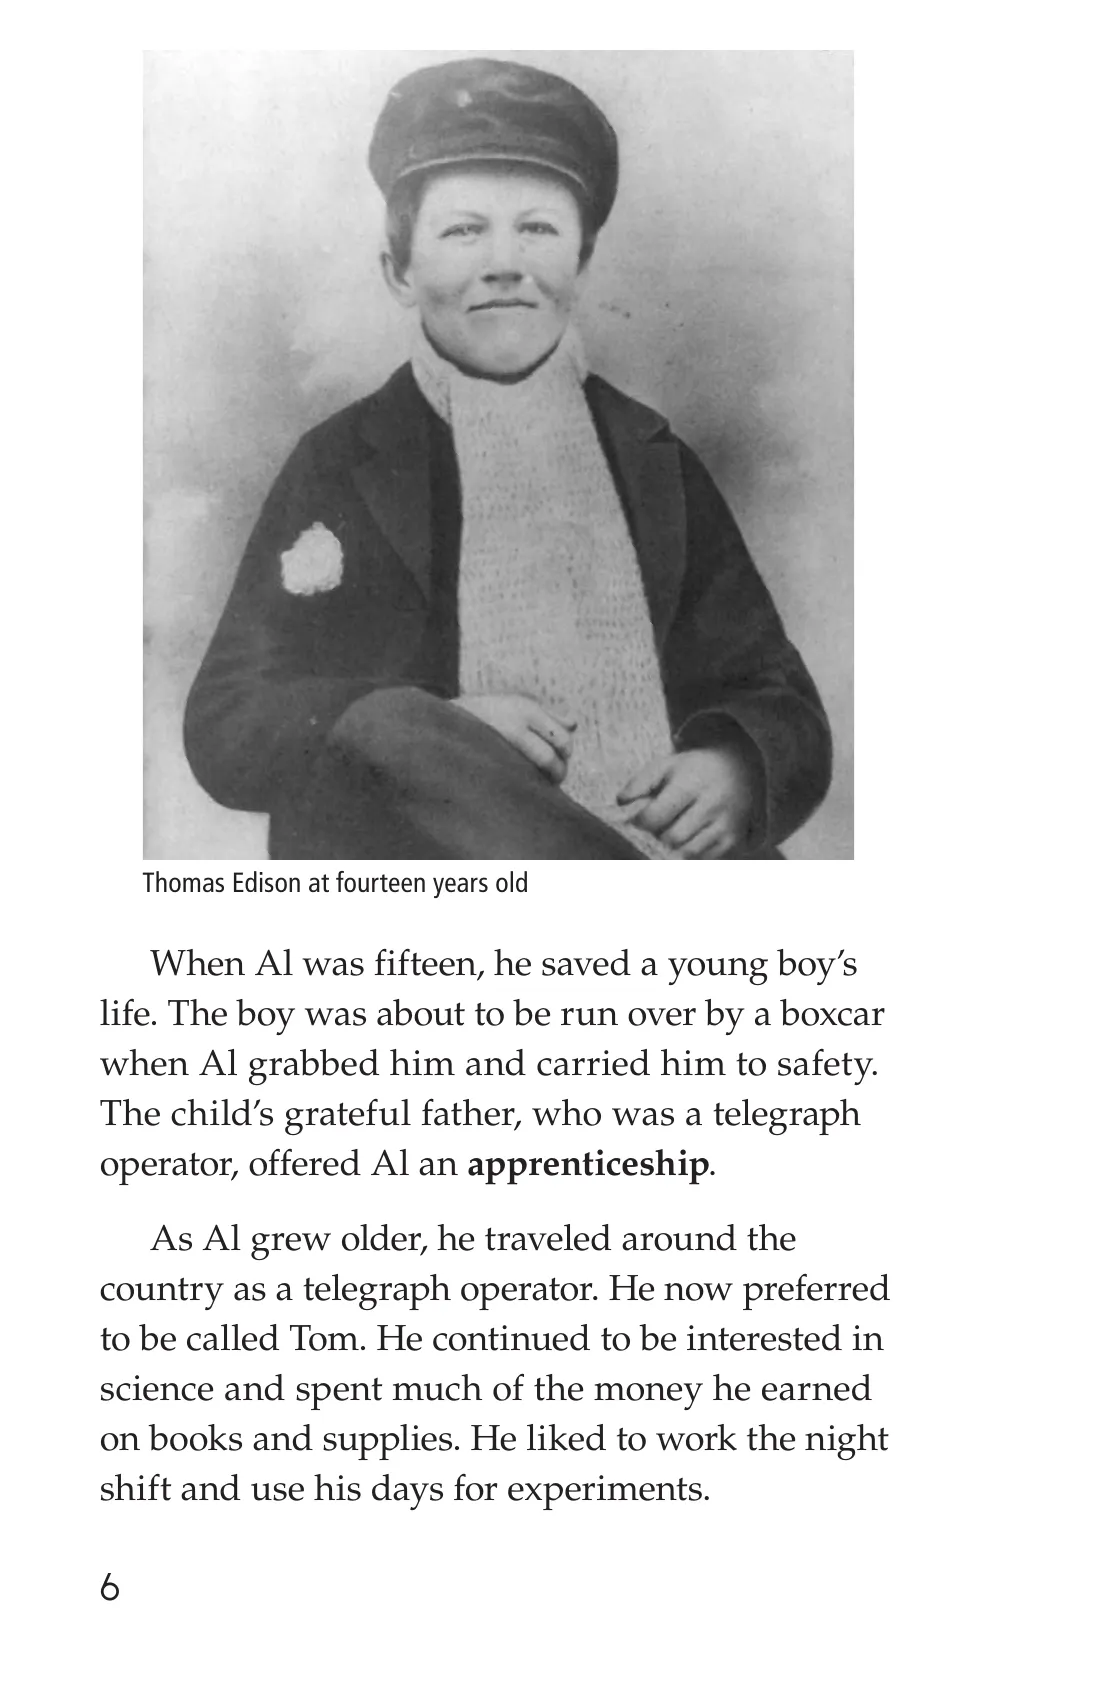 Thomas Edison at fourteen years old
When Al was fifteen, he saved a young boy’s
life. The boy was about to be run over by a boxcar
when Al grabbed him and carried him to safety.
The child’s grateful father, who was a telegraph
operator, offered Al an apprenticeship.
As Al grew older, he traveled around the
country as a telegraph operator. He now preferred
to be called Tom. He continued to be interested in
science and spent much of the money he earned
on books and supplies. He liked to work the night
shift and use his days for experiments.
6